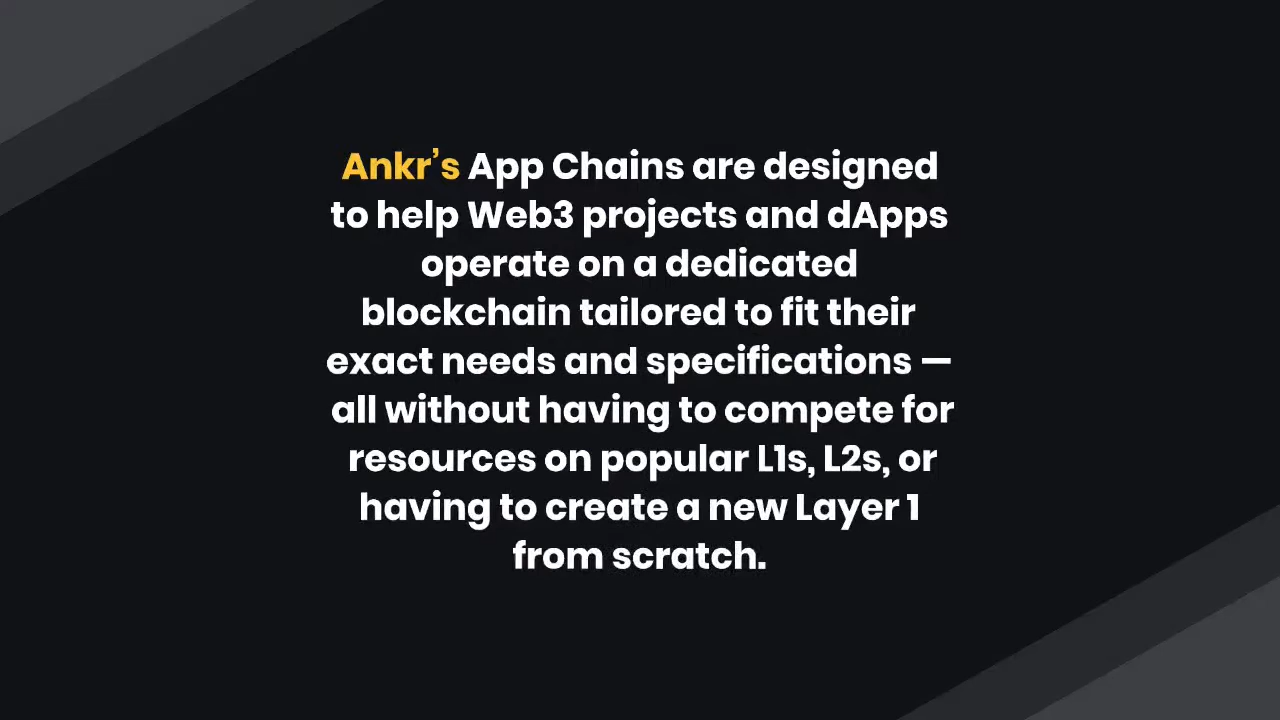 Ankr’s App Chains are designed
to help Web3 projects and dApps
operate on a dedicated
blockchain tailored to fit their
exact needs and specifications —
all without having to compete for
resources on popular L1s, L2s, or
having to create a new Layer 1
from scratch.